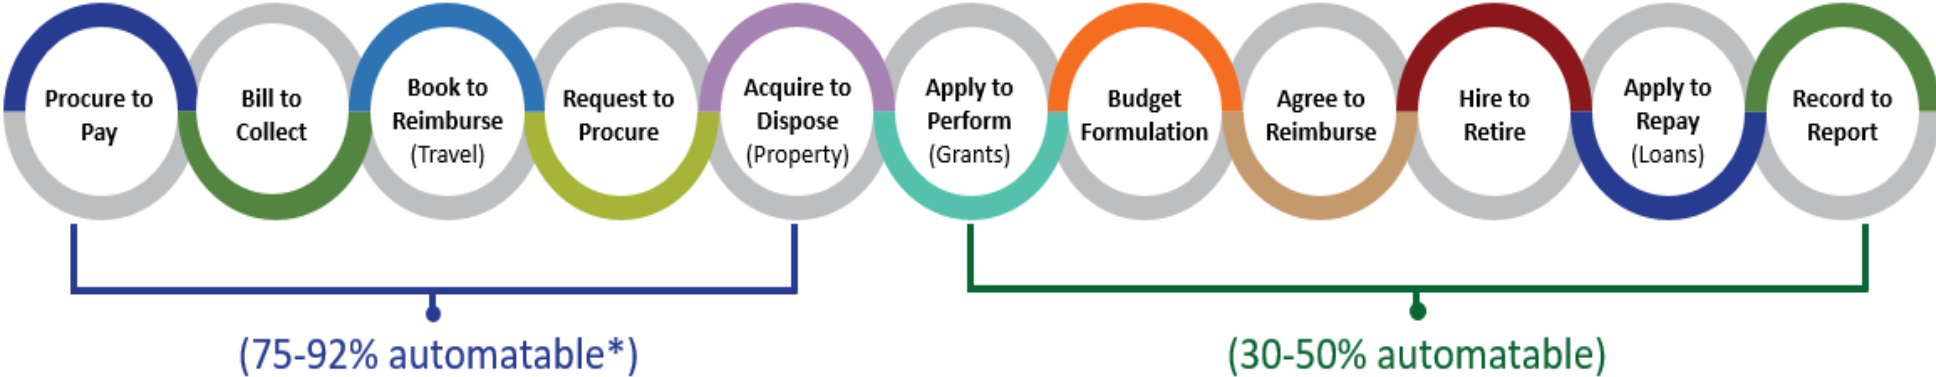 Procure to
Pay
Bill to
Collect
Book to
Reimburse
(Travel)
Request to
Procure
Acquire to
Dispose
(Property)
Apply to
Perform
(Grants)
Budget
Formulation
Agree to
Reimburse
Hire to
Retire
Apply to
Repay
(Loans)
Record to
Report
(75-92% automatable*)
(30-50% automatable)